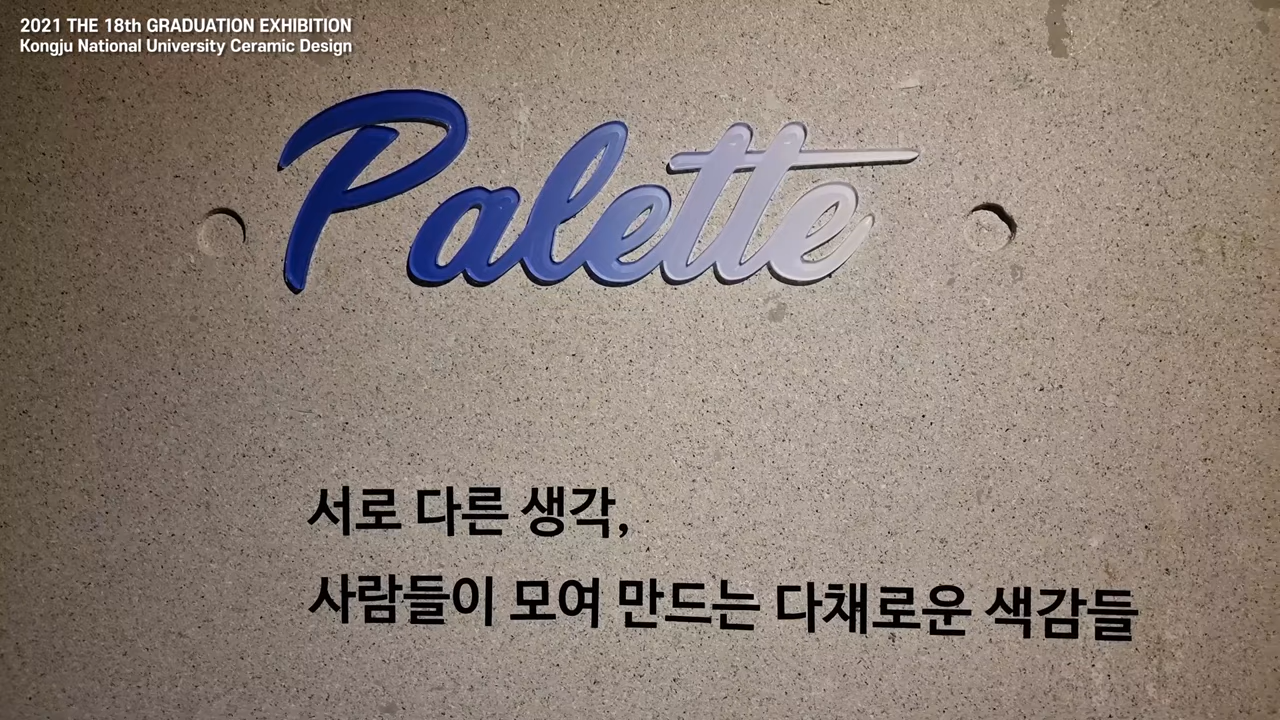 2021 THE 18th GRADUATION EXHIBITION
Kongju National University Ceramic Design
Palette
서로 다른 생각,
사람들이 모여 만드는 다채로운 색감들